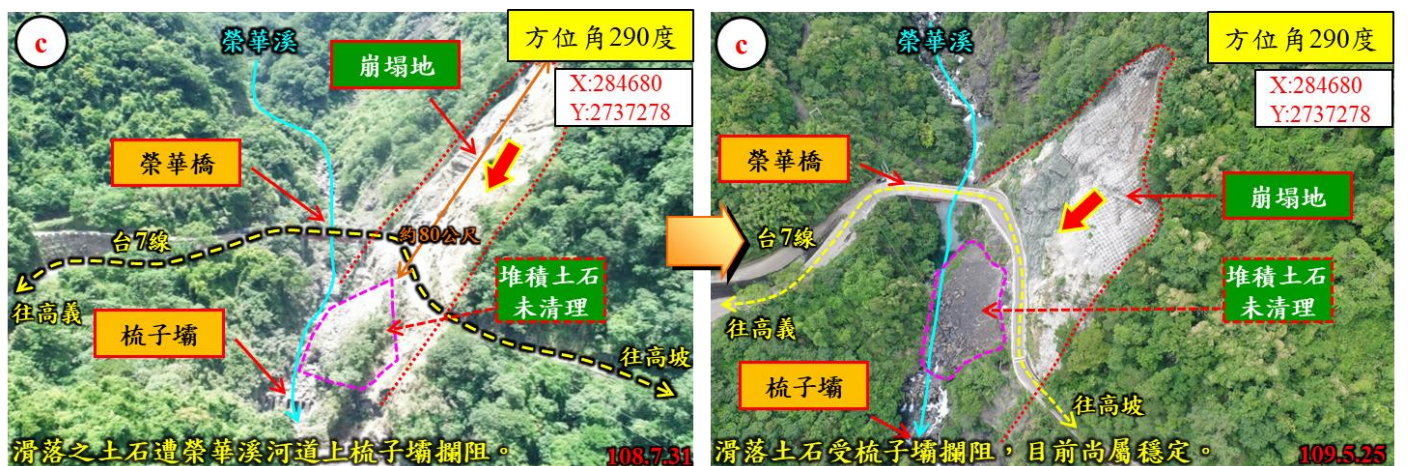 c
榮華溪
方位角290度
崩塌地
X:284680
Y:2737278
榮華橋
台7線
約80公尺
堆積土石
未清理
往高義
梳子壩
往高坡
滑落之土石遭榮華溪河道上梳子壩攔阻。
108.7.31
c
榮華溪
方位角290度
X:284680
Y:2737278
榮華橋
崩塌地
台7線
堆積土石
未清理
往高義
梳子壩
往高坡
滑落土石受梳子壩攔阻，目前尚屬穩定。
109.5.25